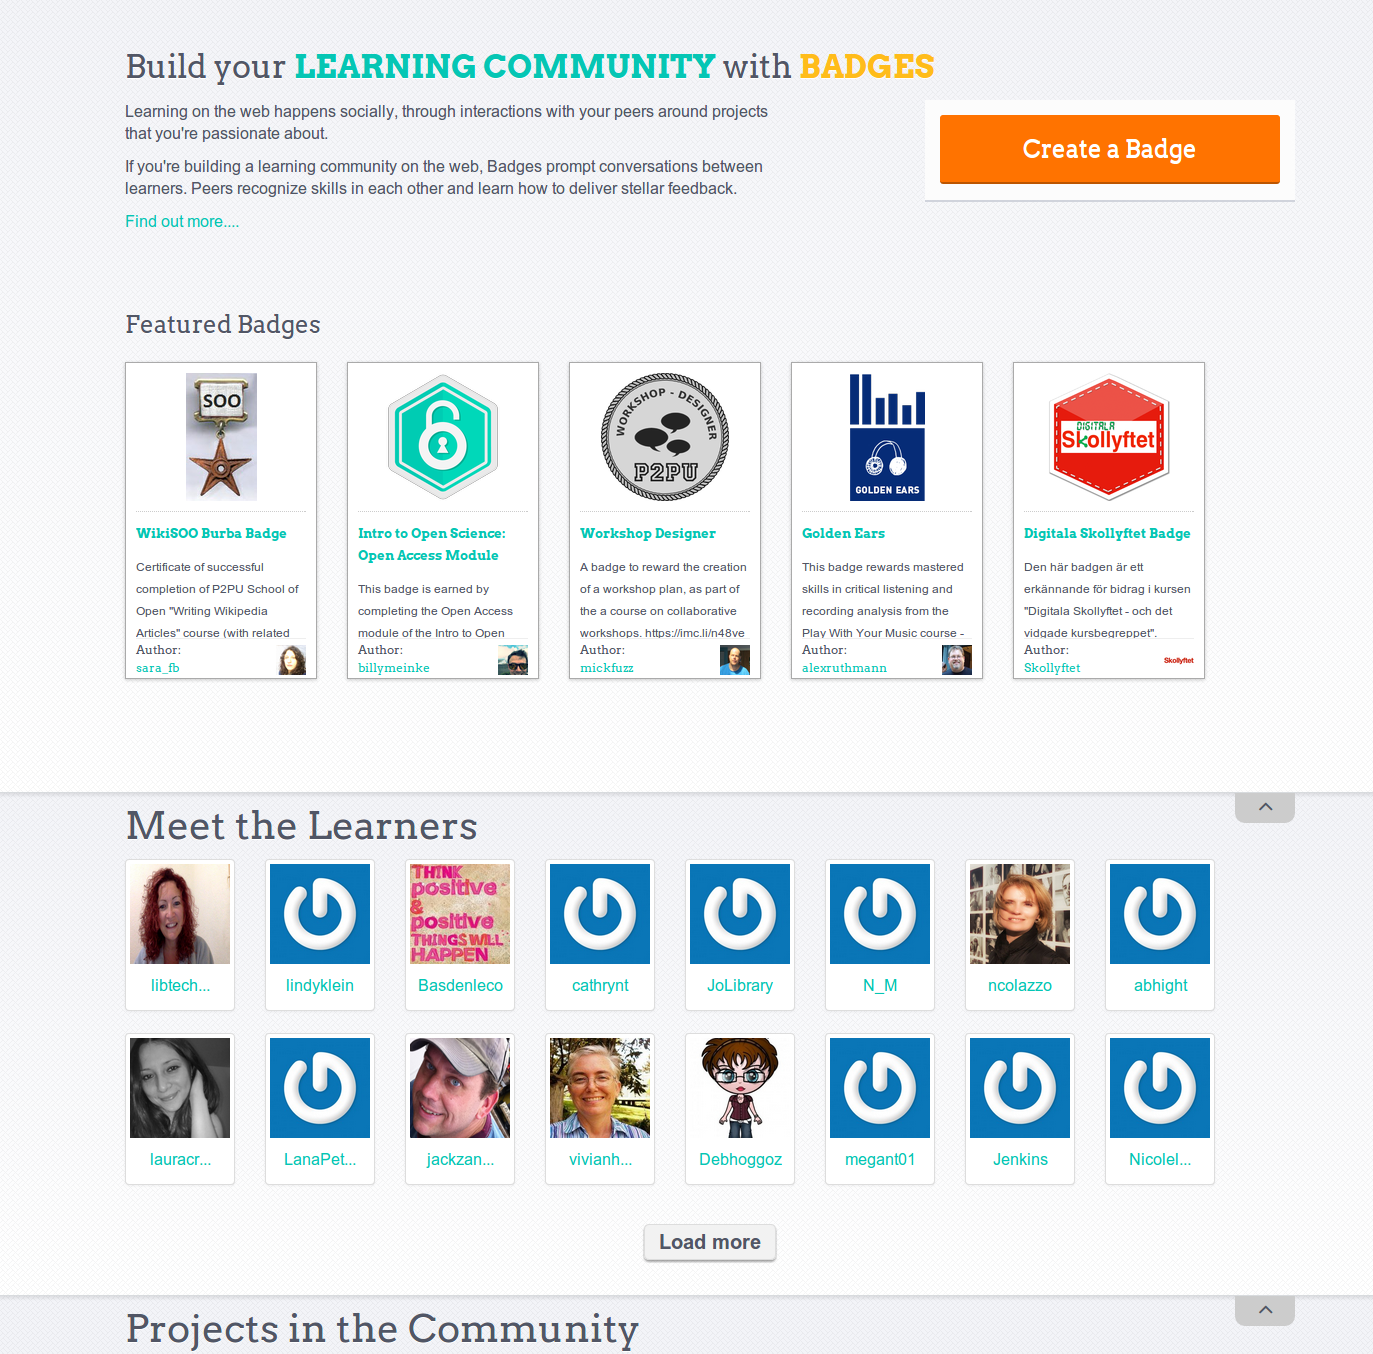 Build your LEARNING COMMUNITY with BADGES
Learning on the web happens socially, through interactions with your peers around projects
that you're passionate about.
If you're building a learning community on the web, Badges prompt conversations between
learners. Peers recognize skills in each other and learn how to deliver stellar feedback.
Find out more....
Create a Badge
Featured Badges
SOO
WikiSOO Burba Badge
Certificate of successful
completion of P2PU School of
Open "Writing Wikipedia
Articles" course (with related
Author:
sara_fb
Intro to Open Science:
Open Access Module
This badge is earned by
completing the Open Access
module of the Intro to Open
Author:
billymeinke
WORKSHOP - DESIGNER
P2PU
Workshop Designer
A badge to reward the creation
of a workshop plan, as part of
the a course on collaborative
workshops. https://imc.li/n48ve
Author:
mickfuzz
GOLDEN EARS
Golden Ears
This badge rewards mastered
skills in critical listening and
recording analysis from the
Play With Your Music course -
Author:
alexruthmann
DIGITALA
Skollyftet
Digitala Skollyftet Badge
Den här badgen är ett
erkännande för bidrag i kursen
"Digitala Skollyftet - och det
vidgade kursbegreppet".
Author:
Skollyftet
Skollyftet
Meet the Learners
THINK
positive
&
positive
THINGS WILL
HAPPEN
libtech...
lindyklein
Basdenleco
cathrynt
JoLibrary
N_M
ncolazzo
abhight
lauracr...
LanaPet...
jackzan...
vivianh...
Debhoggoz
megant01
Jenkins
Nicolel...
Load more
Projects in the Community